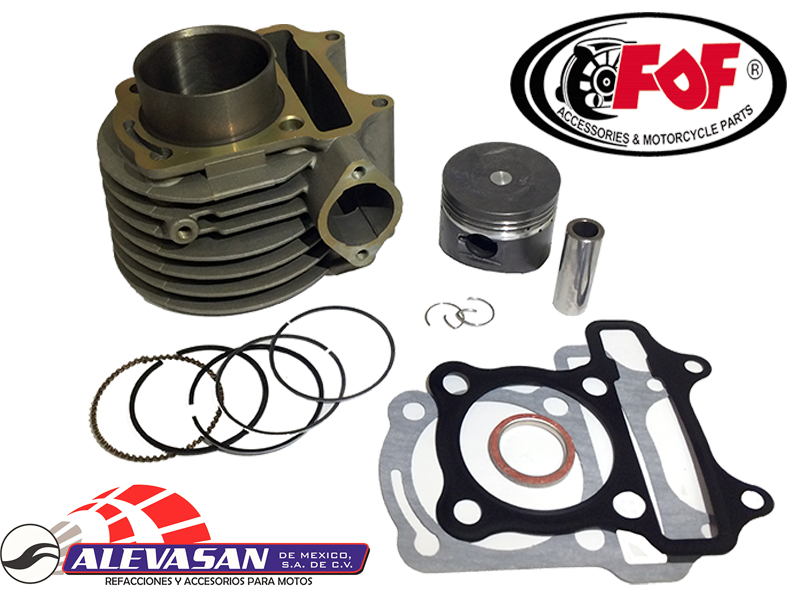 FOF ®
ACCESSORIES & MOTORCYCLE PARTS
ALEVASAN DE MEXICO,
S.A. DE C.V.
REFACCIONES Y ACCESORIOS PARA MOTOS